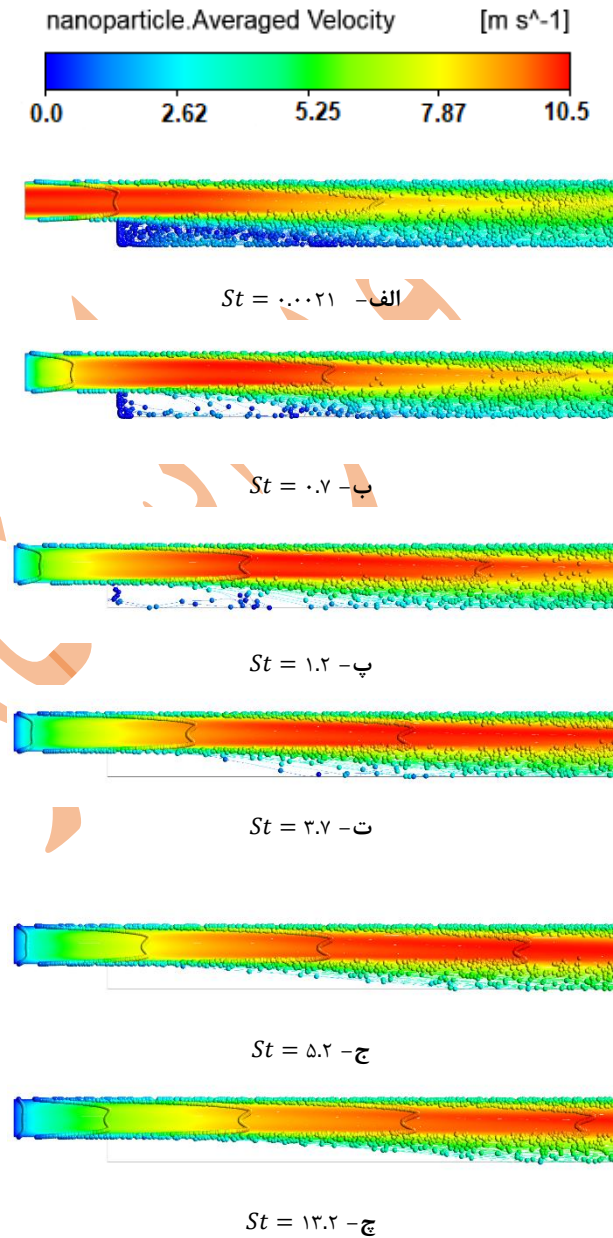 nanoparticle.Averaged Velocity [m s^-1]
0.0 2.62 5.25 7.87 10.5
الف- St = ۰.۰۰۲۱
ب- St = ۰.۷
پ- St = ۱.۲
ت- St = ۳.۷
ج- St = ۵.۲
چ- St = ۱۳.۲